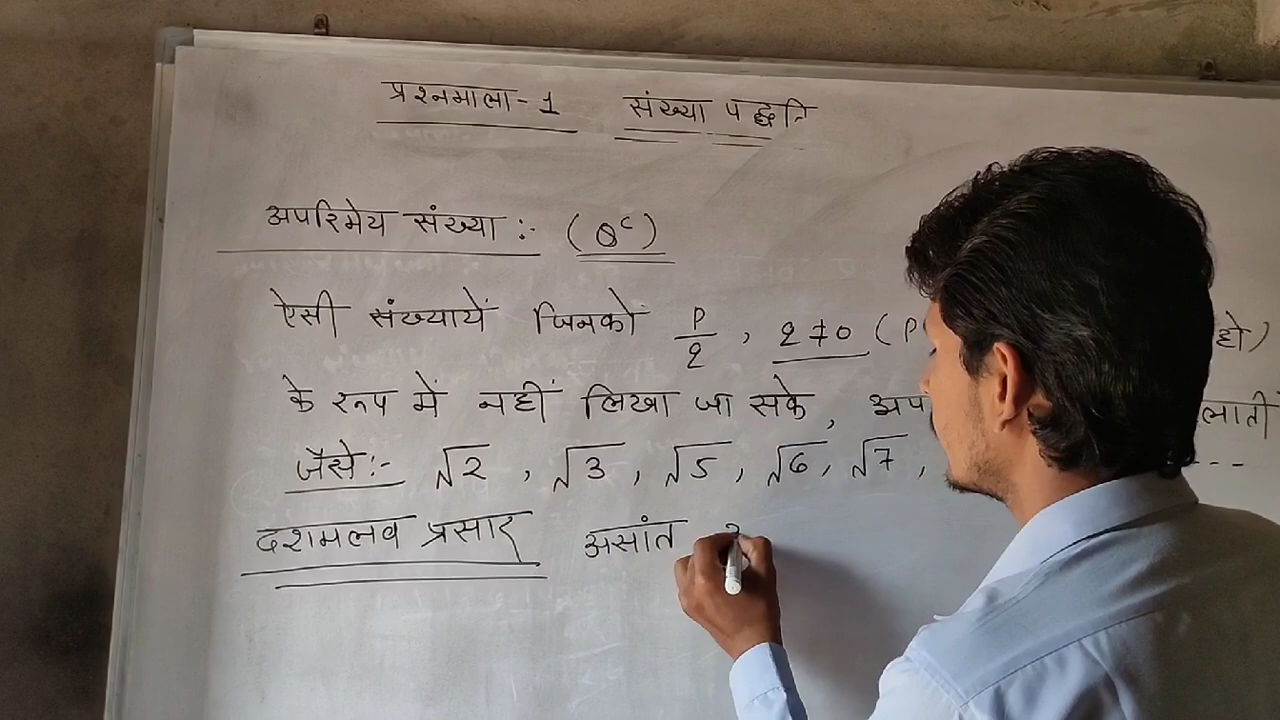 प्रश्नमाला - 1 संख्या पद्धति
अपरिमेय संख्या :- (Q^c)
ऐसी संख्यायें जिनको p/q , q ≠ 0 ( P हो )
के रूप में नहीं लिखा जा सके, अप लाती
जैसे :- √2 , √3 , √5 , √6 , √7 , ---
दशमलव प्रसार असांत